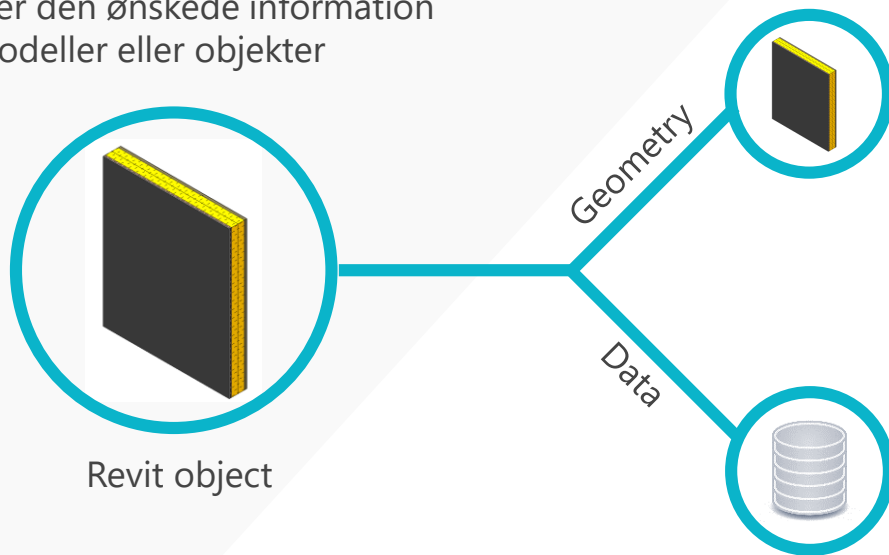 er den ønskede information
odeller eller objekter
Geometry
Data
Revit object